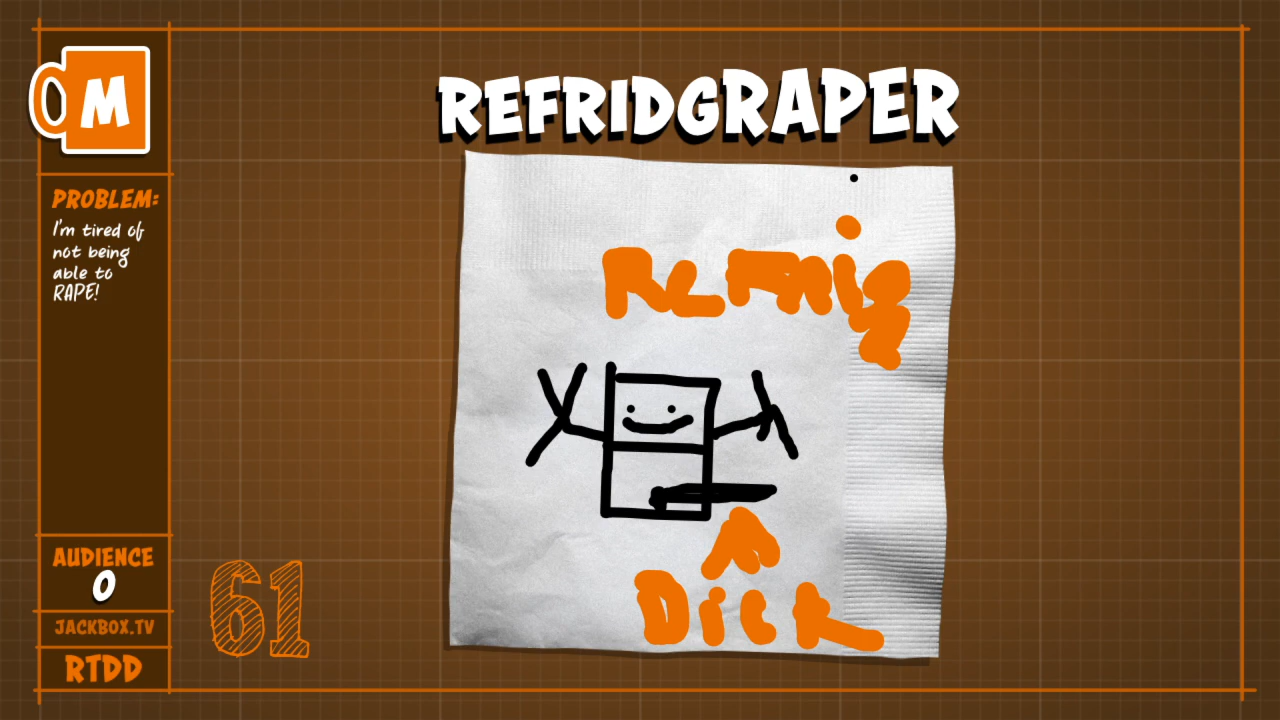 M
REFRIDGRAPER
PROBLEM:
I'm tired of
not being
able to
RAPE!
Dick
AUDIENCE
0
JACKBOX.TV
RTDD
61